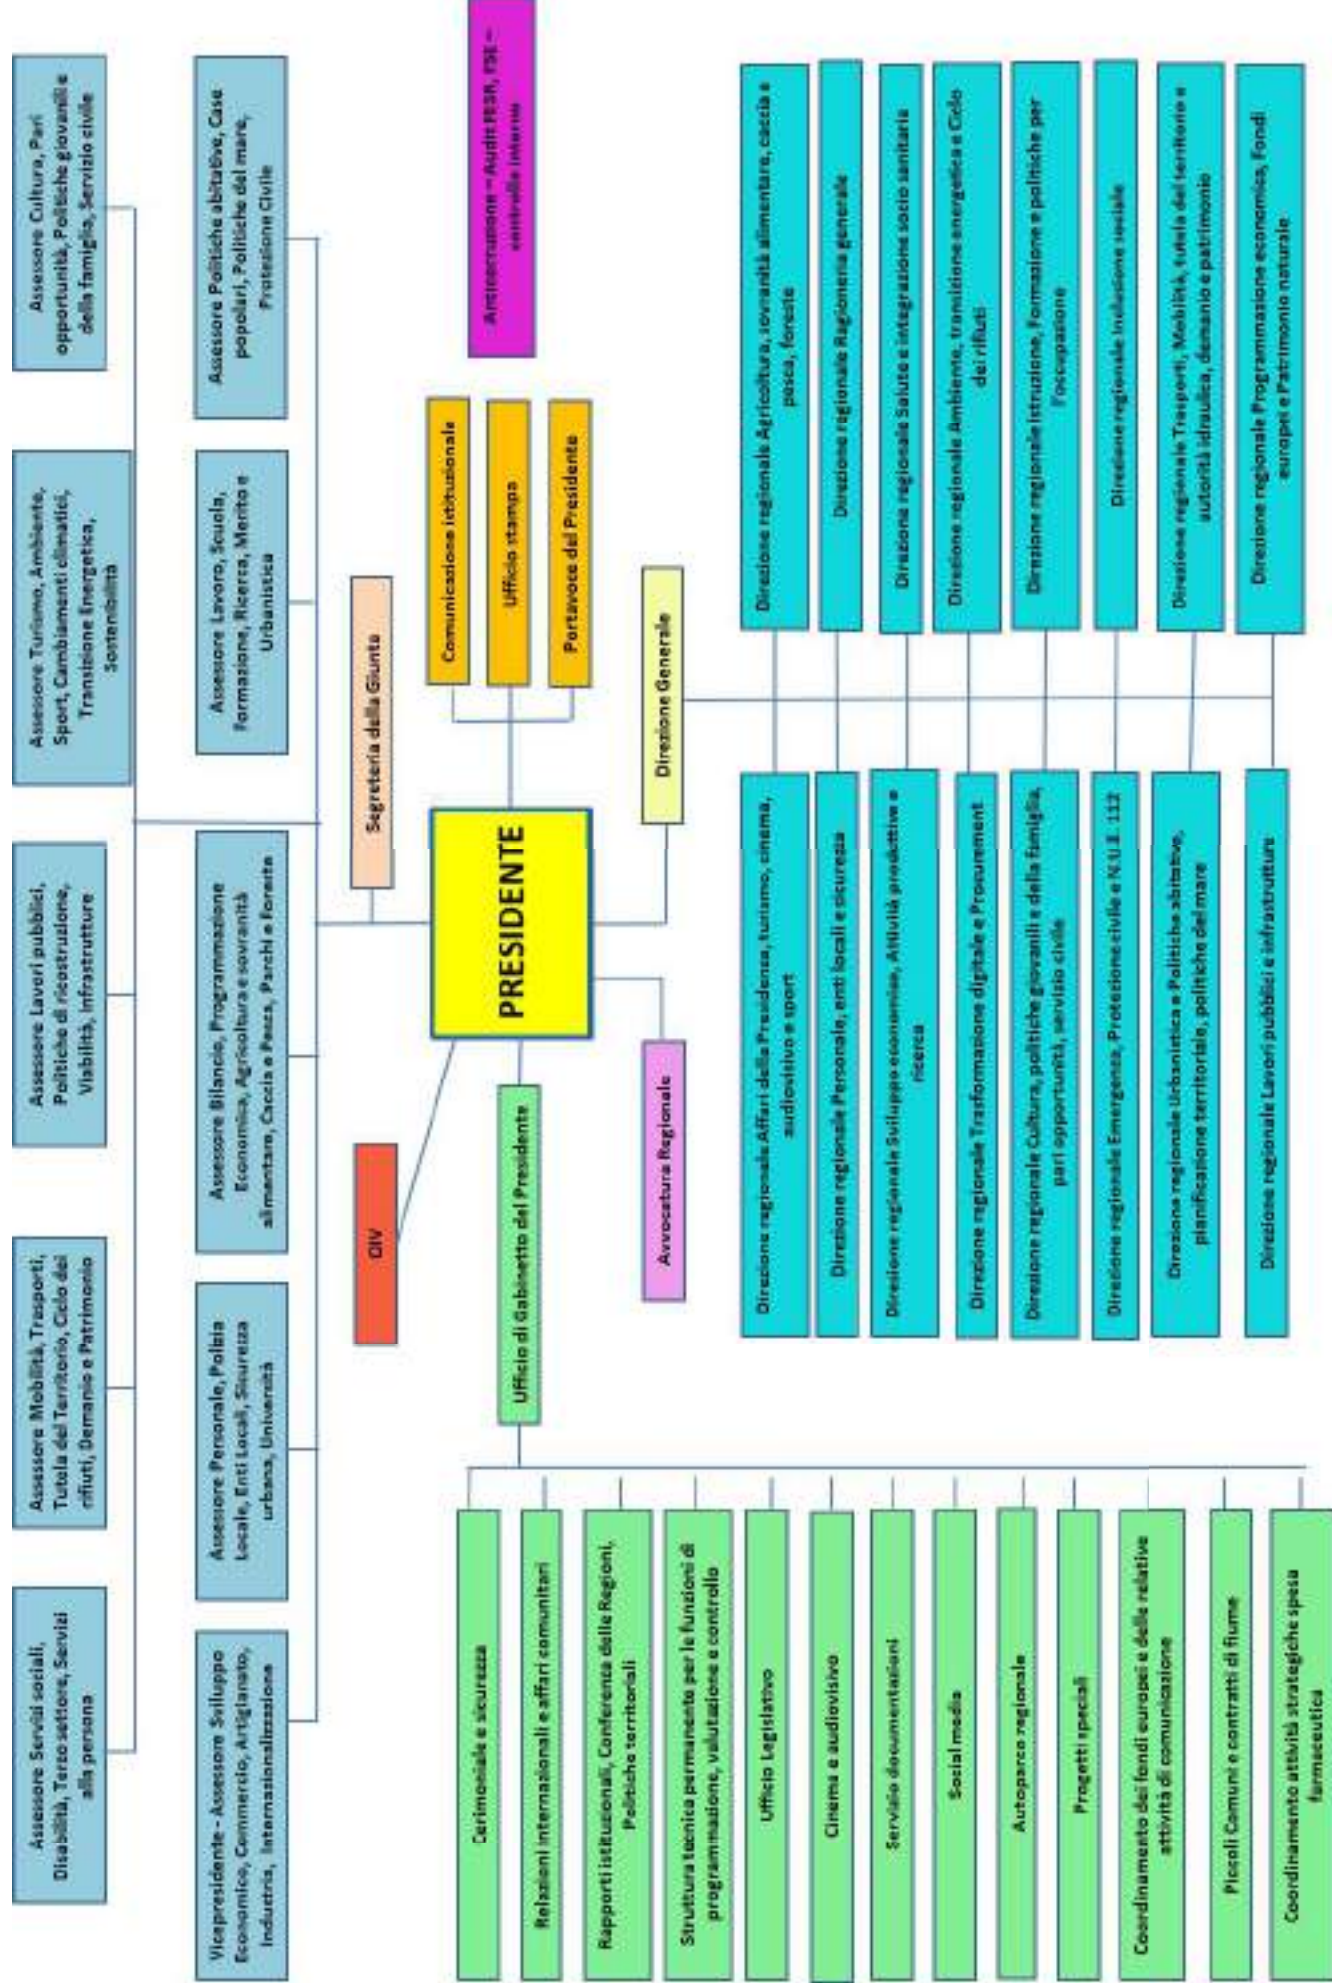 Assessore Servizi sociali,
Disabilità, Terzo settore, Servizi
alla persona
Assessore Mobilità, Trasporti,
Tutela del Territorio, Ciclo dei
rifiuti, Demanio e Patrimonio
Assessore Lavori pubblici,
Politiche di ricostruzione,
Viabilità, Infrastrutture
Assessore Turismo, Ambiente,
Sport, Cambiamenti climatici,
Transizione Energetica,
Sostenibilità
Assessore Cultura, Pari
opportunità, Politiche giovanili e
della famiglia, Servizio civile
Vicepresidente - Assessore Sviluppo
Economico, Commercio, Artigianato,
Industria, Internazionalizzazione
Assessore Personale, Polizia
Locale, Enti Locali, Sicurezza
urbana, Università
Assessore Bilancio, Programmazione
Economica, Agricoltura e sovranità
alimentare, Caccia e Pesca, Parchi e Foreste
Assessore Lavoro, Scuola,
Formazione, Ricerca, Merito e
Urbanistica
Assessore Politiche abitative, Case
popolari, Politiche del mare,
Protezione Civile
OIV
Segreteria della Giunta
PRESIDENTE
Comunicazione istituzionale
Ufficio stampa
Portavoce del Presidente
Anticorruzione – Audit FESR, FSE –
controllo interno
Ufficio di Gabinetto del Presidente
Avvocatura Regionale
Direzione Generale
Cerimoniale e sicurezza
Relazioni internazionali e affari comunitari
Rapporti istituzionali, Conferenza delle Regioni,
Politiche territoriali
Struttura tecnica permanente per le funzioni di
programmazione, valutazione e controllo
Ufficio Legislativo
Cinema e audiovisivo
Servizio documentazioni
Social media
Autoparco regionale
Progetti speciali
Coordinamento dei fondi europei e delle relative
attività di comunicazione
Piccoli Comuni e contratti di fiume
Coordinamento attività strategiche spesa
farmaceutica
Direzione regionale Affari della Presidenza, turismo, cinema,
audiovisivo e sport
Direzione regionale Personale, enti locali e sicurezza
Direzione regionale Sviluppo economico, Attività produttive e
ricerca
Direzione regionale Trasformazione digitale e Procurement
Direzione regionale Cultura, politiche giovanili e della famiglia,
pari opportunità, servizio civile
Direzione regionale Emergenza, Protezione civile e N.U.E. 112
Direzione regionale Urbanistica e Politiche abitative,
pianificazione territoriale, politiche del mare
Direzione regionale Lavori pubblici e infrastrutture
Direzione regionale Agricoltura, sovranità alimentare, caccia e
pesca, foreste
Direzione regionale Ragioneria generale
Direzione regionale Salute e integrazione socio sanitaria
Direzione regionale Ambiente, transizione energetica e Ciclo
dei rifiuti
Direzione regionale Istruzione, Formazione e politiche per
l'occupazione
Direzione regionale Inclusione sociale
Direzione regionale Trasporti, Mobilità, tutela del territorio e
autorità idraulica, demanio e patrimonio
Direzione regionale Programmazione economica, Fondi
europei e Patrimonio naturale